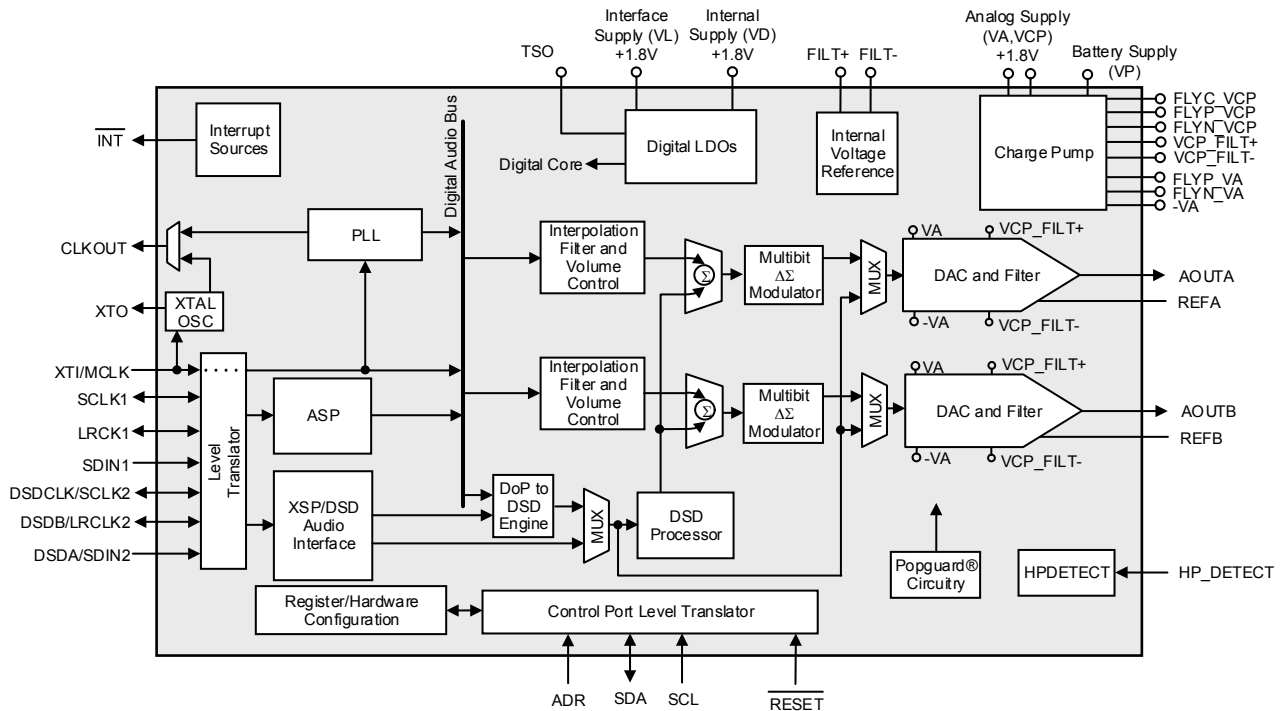 Interface
Supply (VL)
+1.8V
Internal
Supply (VD)
+1.8V
Analog Supply
(VA,VCP)
+1.8V
Battery Supply
(VP)
TSO
FILT+
FILT-
INT
Interrupt
Sources
Digital Audio Bus
Digital LDOs
Digital Core
Internal
Voltage
Reference
Charge Pump
FLYC_VCP
FLYP_VCP
FLYN_VCP
VCP_FILT+
VCP_FILT-
FLYP_VA
FLYN_VA
-VA
CLKOUT
PLL
XTO
XTAL
OSC
Interpolation
Filter and
Volume
Control
Σ
Multibit
ΔΣ
Modulator
MUX
VA
VCP_FILT+
DAC and Filter
-VA
VCP_FILT-
AOUTA
REFA
XTI/MCLK
SCLK1
LRCK1
SDIN1
DSDCLK/SCLK2
DSDB/LRCLK2
DSDA/SDIN2
Level
Translator
ASP
XSP/DSD
Audio
Interface
Interpolation
Filter and
Volume
Control
Σ
Multibit
ΔΣ
Modulator
MUX
VA
VCP_FILT+
DAC and Filter
-VA
VCP_FILT-
AOUTB
REFB
DoP to
DSD
Engine
MUX
DSD
Processor
Popguard®
Circuitry
HPDETECT
HP_DETECT
Register/Hardware
Configuration
Control Port Level Translator
ADR
SDA
SCL
RESET